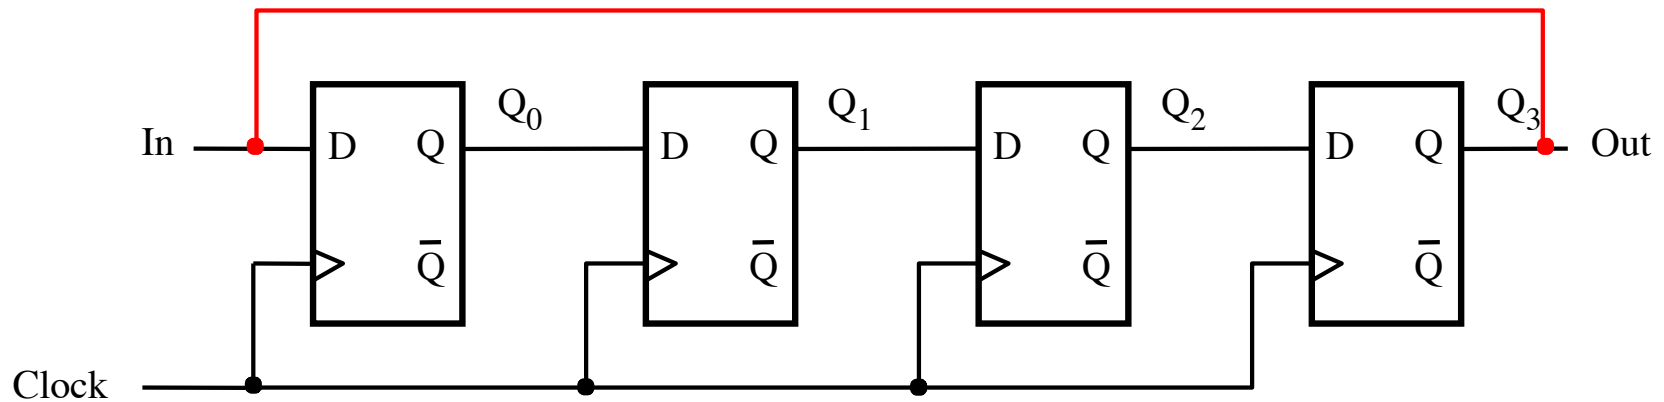 Q₀ Q₁ Q₂ Q₃
In D Q D Q D Q D Q Out
Q̅ Q̅ Q̅ Q̅
Clock